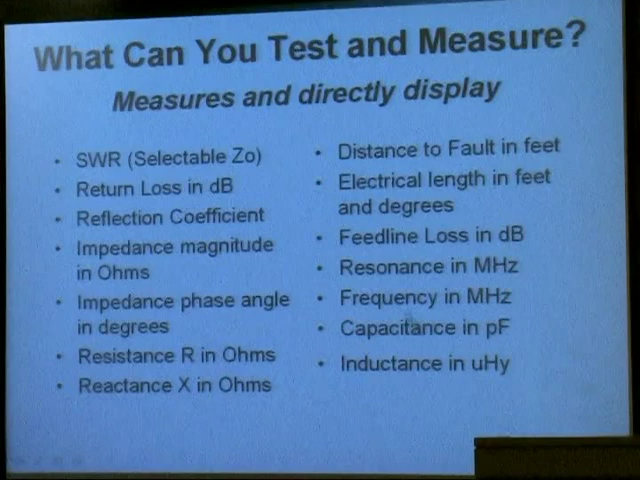 What Can You Test and Measure?
Measures and directly display
• SWR (Selectable Zo)
• Return Loss in dB
• Reflection Coefficient
• Impedance magnitude
in Ohms
• Impedance phase angle
in degrees
• Resistance R in Ohms
• Reactance X in Ohms
• Distance to Fault in feet
• Electrical length in feet
and degrees
• Feedline Loss in dB
• Resonance in MHz
• Frequency in MHz
• Capacitance in pF
• Inductance in uHy